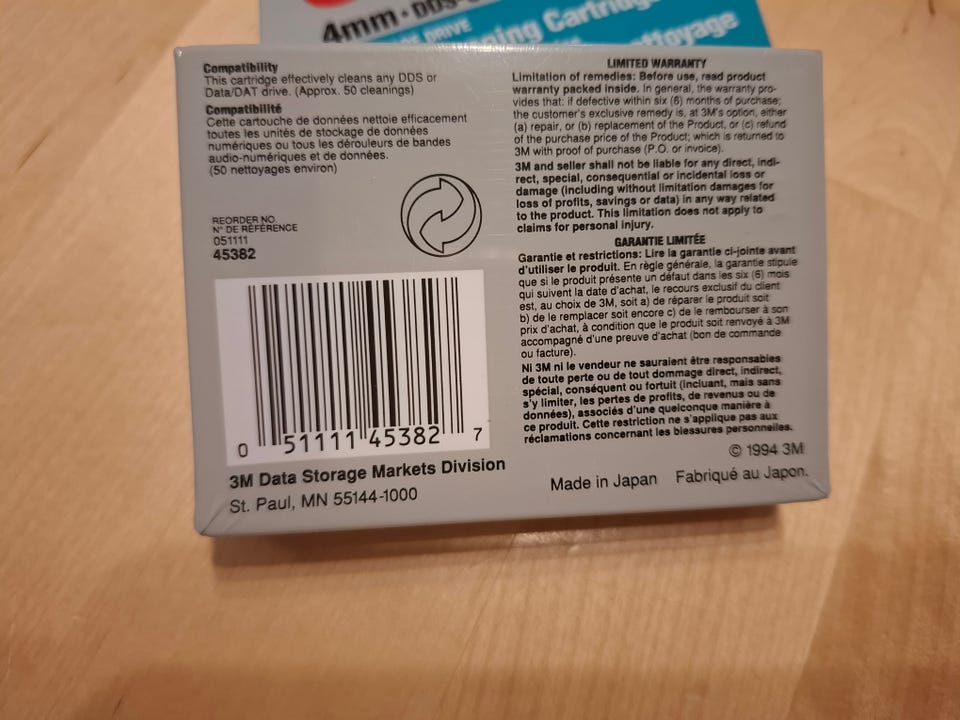 4mm • DDS
DRIVE
Cartridge
Compatibility
This cartridge effectively cleans any DDS or
Data/DAT drive. (Approx. 50 cleanings)
Compatibilité
Cette cartouche de données nettoie efficacement
toutes les unités de stockage de données
numériques ou tous les dérouleurs de bandes
audio-numériques et de données.
(50 nettoyages environ)
REORDER NO.
N° DE RÉFÉRENCE
051111
45382
0 51111 45382 7
3M Data Storage Markets Division
St. Paul, MN 55144-1000
LIMITED WARRANTY
Limitation of remedies: Before use, read product
warranty packed inside. In general, the warranty pro-
vides that: if defective within six (6) months of purchase;
the customer's exclusive remedy is, at 3M's option, either
(a) repair, or (b) replacement of the Product, or (c) refund
of the purchase price of the Product; which is returned to
3M with proof of purchase (P.O. or invoice).
3M and seller shall not be liable for any direct, indi-
rect, special, consequential or incidental loss or
damage (including without limitation damages for
loss of profits, savings or data) in any way related
to the product. This limitation does not apply to
claims for personal injury.
GARANTIE LIMITÉE
Garantie et restrictions: Lire la garantie ci-jointe avant
d'utiliser le produit. En règle générale, la garantie stipule
que si le produit présente un défaut dans les six (6) mois
qui suivent la date d'achat, le recours exclusif du client
est, au choix de 3M, soit a) de réparer le produit soit
b) de le remplacer soit encore c) de le rembourser à son
prix d'achat, à condition que le produit soit renvoyé à 3M
accompagné d'une preuve d'achat (bon de commande
ou facture).
Ni 3M ni le vendeur ne sauraient être responsables
de toute perte ou de tout dommage direct, indirect,
spécial, conséquent ou fortuit (incluant, mais sans
s'y limiter, les pertes de profits, de revenus ou de
données), associés d'une quelconque manière à
ce produit. Cette restriction ne s'applique pas aux
réclamations concernant les blessures personnelles.
© 1994 3M
Made in Japan Fabriqué au Japon.